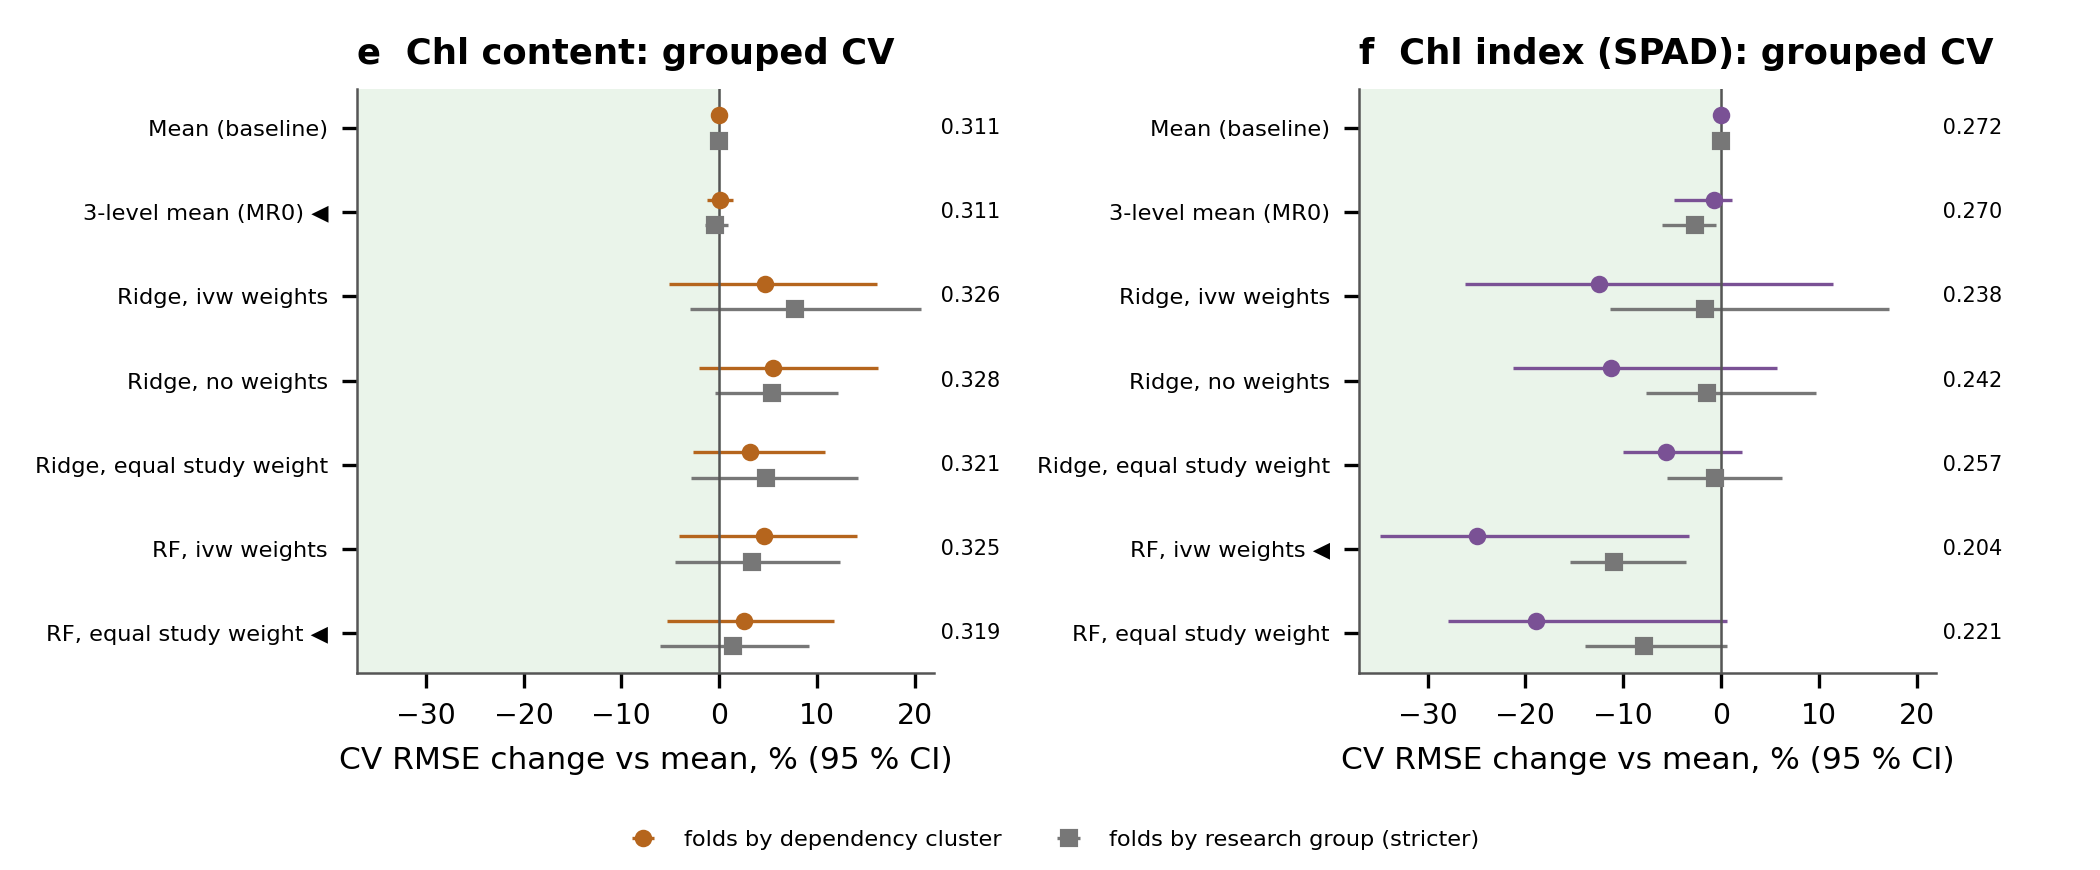 e Chl content: grouped CV
Mean (baseline) 0.311
3-level mean (MR0) ◀ 0.311
Ridge, ivw weights 0.326
Ridge, no weights 0.328
Ridge, equal study weight 0.321
RF, ivw weights 0.325
RF, equal study weight ◀ 0.319
−30 −20 −10 0 10 20
CV RMSE change vs mean, % (95 % CI)
f Chl index (SPAD): grouped CV
Mean (baseline) 0.272
3-level mean (MR0) 0.270
Ridge, ivw weights 0.238
Ridge, no weights 0.242
Ridge, equal study weight 0.257
RF, ivw weights ◀ 0.204
RF, equal study weight 0.221
−30 −20 −10 0 10 20
CV RMSE change vs mean, % (95 % CI)
folds by dependency cluster
folds by research group (stricter)